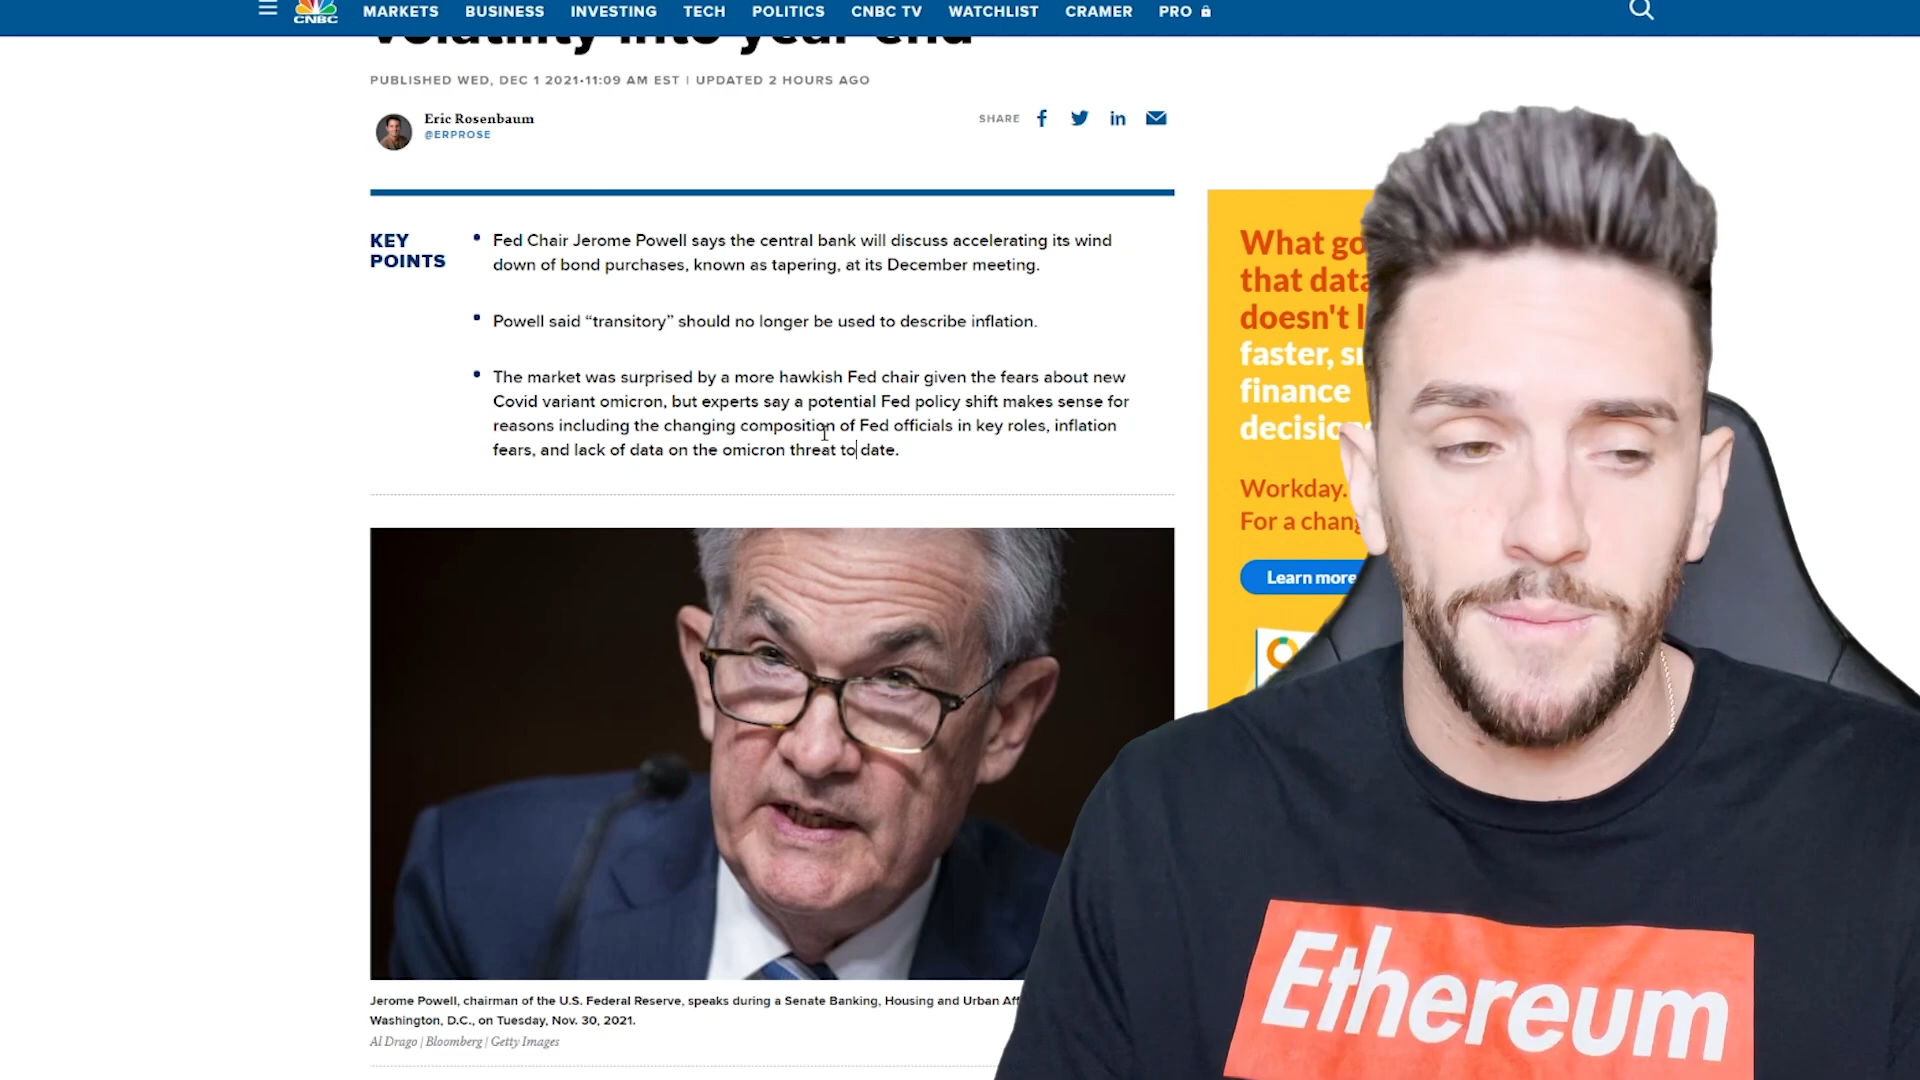 CNBC
MARKETS BUSINESS INVESTING TECH POLITICS CNBC TV WATCHLIST CRAMER PRO
volatility into year-end
PUBLISHED WED, DEC 1 2021•11:09 AM EST | UPDATED 2 HOURS AGO
Eric Rosenbaum
@ERPROSE
SHARE
KEY
POINTS
Fed Chair Jerome Powell says the central bank will discuss accelerating its wind
down of bond purchases, known as tapering, at its December meeting.
Powell said “transitory” should no longer be used to describe inflation.
The market was surprised by a more hawkish Fed chair given the fears about new
Covid variant omicron, but experts say a potential Fed policy shift makes sense for
reasons including the changing composition of Fed officials in key roles, inflation
fears, and lack of data on the omicron threat to date.
What go
that data
doesn't l
faster, sm
finance
decisio
Workday.
For a chang
Learn more
Jerome Powell, chairman of the U.S. Federal Reserve, speaks during a Senate Banking, Housing and Urban Aff
Washington, D.C., on Tuesday, Nov. 30, 2021.
Al Drago | Bloomberg | Getty Images
Ethereum